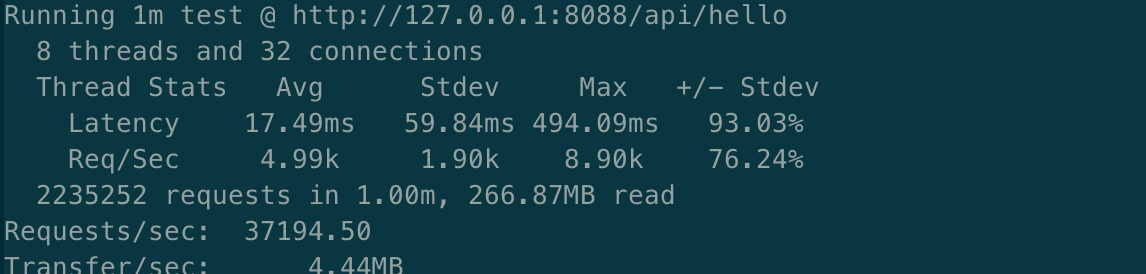 Running 1m test @ http://127.0.0.1:8088/api/hello
  8 threads and 32 connections
  Thread Stats   Avg      Stdev     Max   +/- Stdev
    Latency    17.49ms   59.84ms 494.09ms   93.03%
    Req/Sec     4.99k     1.90k    8.90k    76.24%
  2235252 requests in 1.00m, 266.87MB read
Requests/sec:  37194.50
Transfer/sec:      4.44MB